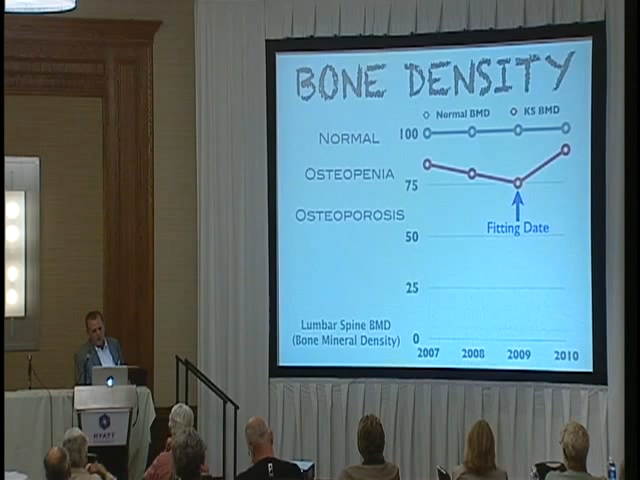 BONE DENSITY
Normal BMD KS BMD
NORMAL
OSTEOPENIA
OSTEOPOROSIS
100
75
50
25
0
Fitting Date
Lumbar Spine BMD
(Bone Mineral Density)
2007 2008 2009 2010
HYATT